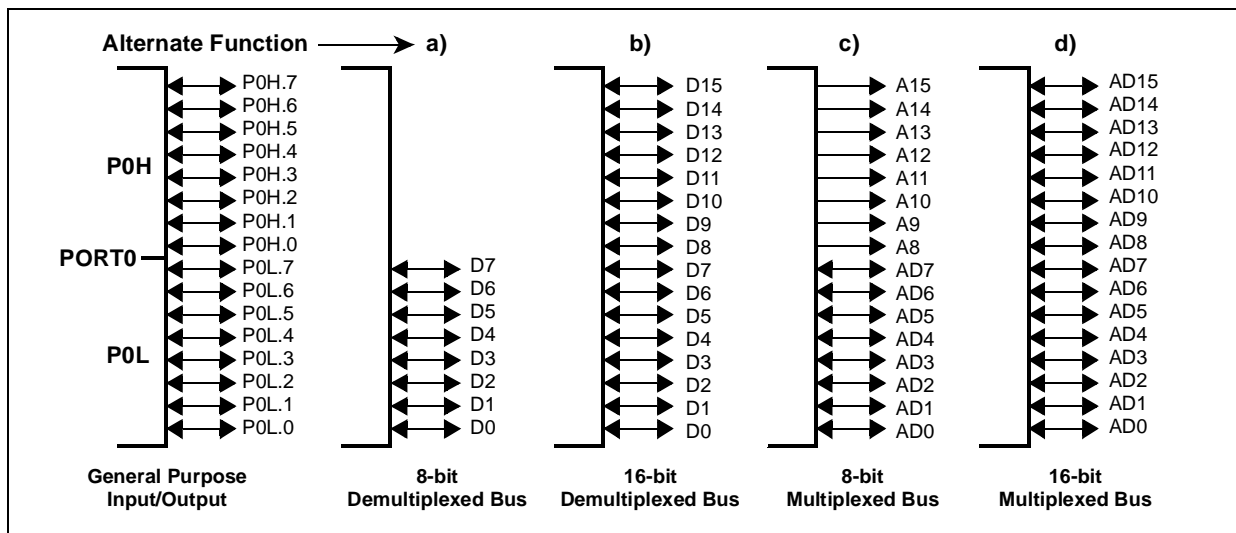 Alternate Function a) b) c) d)
P0H.7 D15 A15 AD15
P0H.6 D14 A14 AD14
P0H.5 D13 A13 AD13
P0H.4 D12 A12 AD12
P0H P0H.3 D11 A11 AD11
P0H.2 D10 A10 AD10
P0H.1 D9 A9 AD9
P0H.0 D8 A8 AD8
PORT0 P0L.7 D7 D7 AD7 AD7
P0L.6 D6 D6 AD6 AD6
P0L.5 D5 D5 AD5 AD5
P0L.4 D4 D4 AD4 AD4
P0L P0L.3 D3 D3 AD3 AD3
P0L.2 D2 D2 AD2 AD2
P0L.1 D1 D1 AD1 AD1
P0L.0 D0 D0 AD0 AD0
General Purpose 8-bit 16-bit 8-bit 16-bit
Input/Output Demultiplexed Bus Demultiplexed Bus Multiplexed Bus Multiplexed Bus